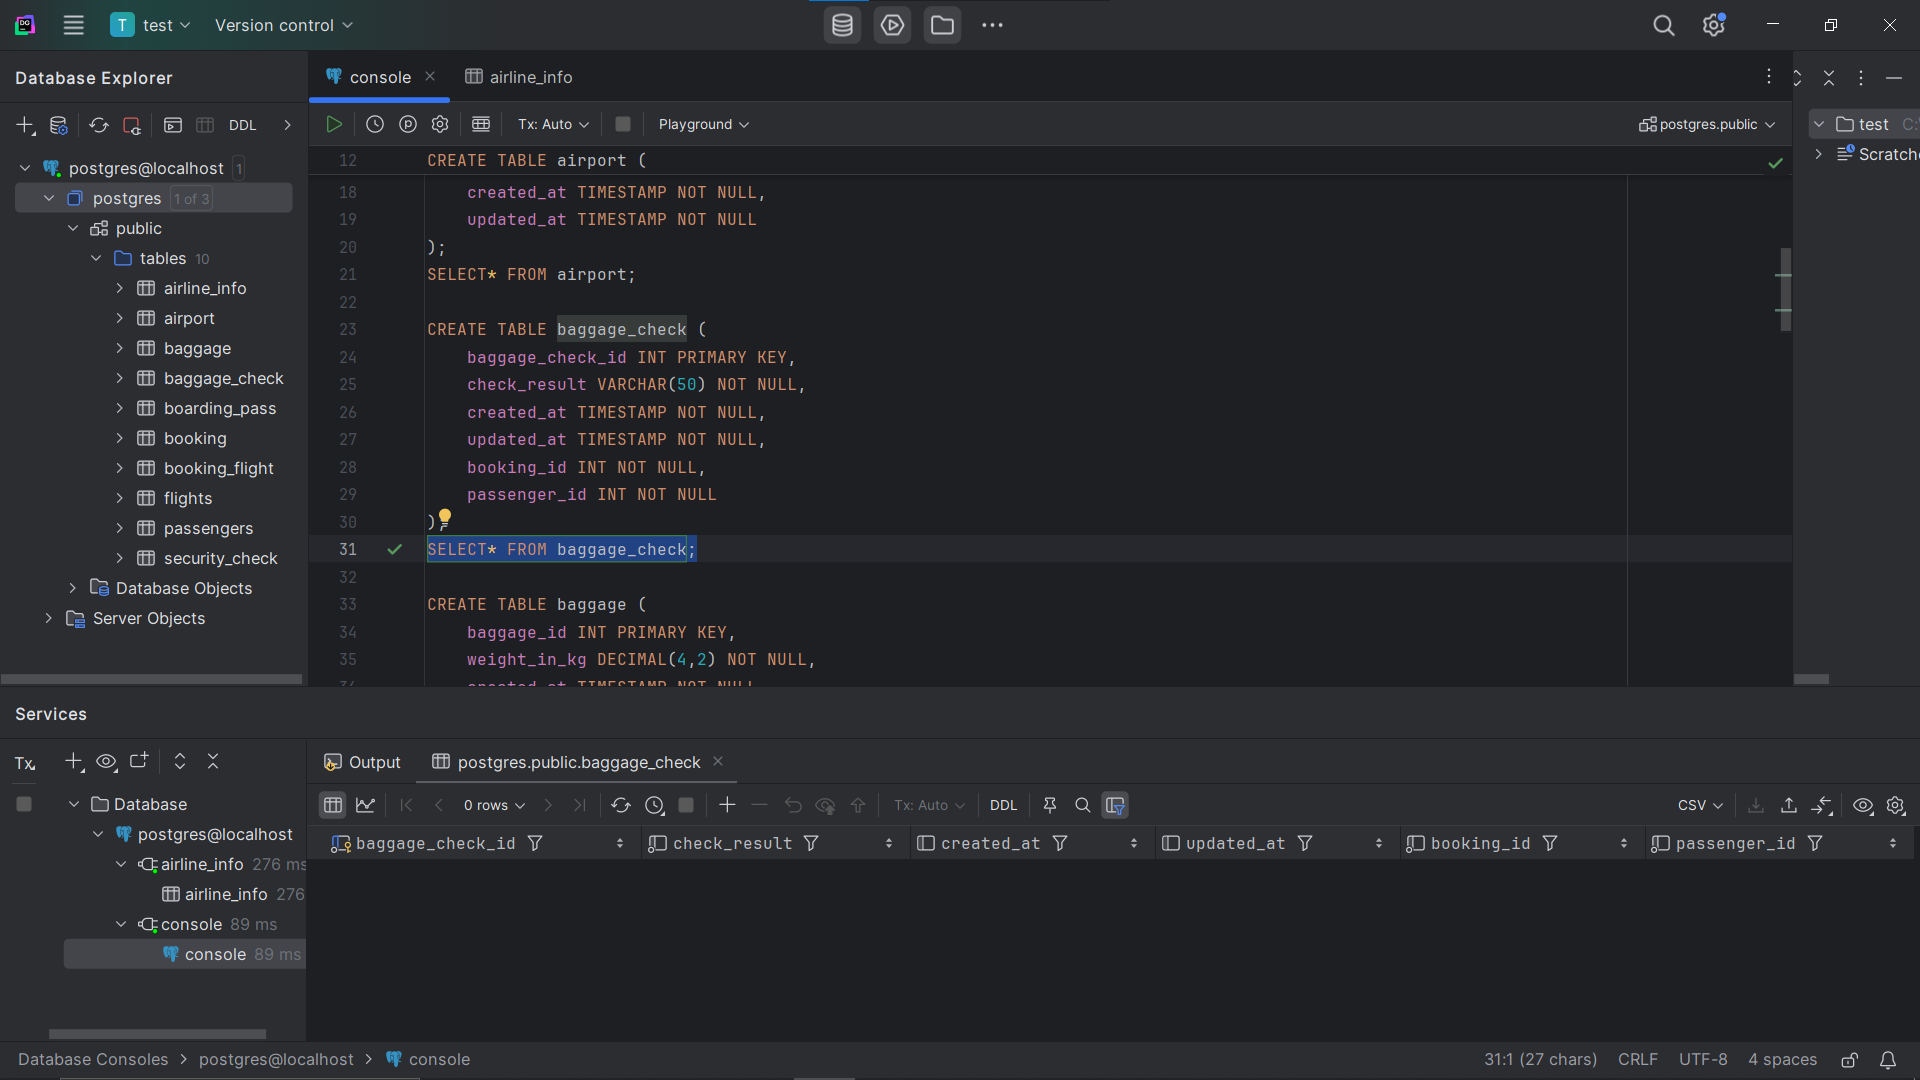 T test Version control
Database Explorer
console
airline_info
DDL
Tx: Auto
Playground
postgres.public
test C:\
Scratche
postgres@localhost 1
postgres 1 of 3
public
tables 10
airline_info
airport
baggage
baggage_check
boarding_pass
booking
booking_flight
flights
passengers
security_check
Database Objects
Server Objects
12 CREATE TABLE airport (
18 created_at TIMESTAMP NOT NULL,
19 updated_at TIMESTAMP NOT NULL
20 );
21 SELECT* FROM airport;
22
23 CREATE TABLE baggage_check (
24 baggage_check_id INT PRIMARY KEY,
25 check_result VARCHAR(50) NOT NULL,
26 created_at TIMESTAMP NOT NULL,
27 updated_at TIMESTAMP NOT NULL,
28 booking_id INT NOT NULL,
29 passenger_id INT NOT NULL
30 );
31 SELECT* FROM baggage_check;
32
33 CREATE TABLE baggage (
34 baggage_id INT PRIMARY KEY,
35 weight_in_kg DECIMAL(4,2) NOT NULL,
Services
Tx
Database
postgres@localhost
airline_info 276 ms
airline_info 276
console 89 ms
console 89 ms
Output
postgres.public.baggage_check
0 rows
Tx: Auto
DDL
CSV
baggage_check_id check_result created_at updated_at booking_id passenger_id
Database Consoles > postgres@localhost > console
31:1 (27 chars) CRLF UTF-8 4 spaces